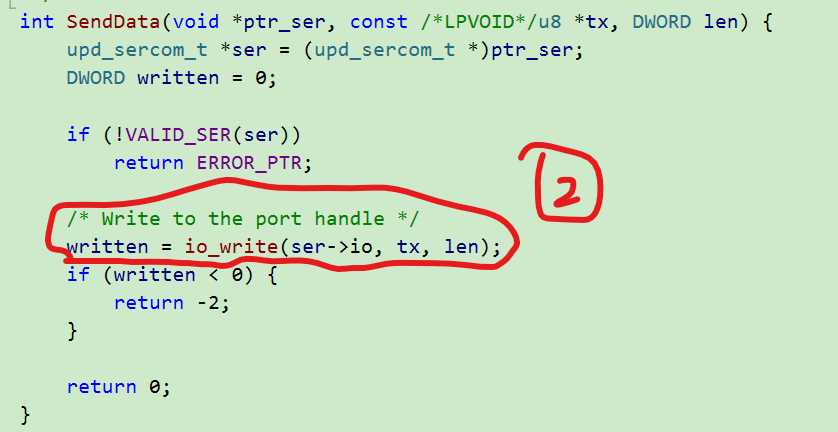 int SendData(void *ptr_ser, const /*LPVOID*/u8 *tx, DWORD len) {
upd_sercom_t *ser = (upd_sercom_t *)ptr_ser;
DWORD written = 0;
if (!VALID_SER(ser))
return ERROR_PTR;
2
/* Write to the port handle */
written = io_write(ser->io, tx, len);
if (written < 0) {
return -2;
}
return 0;
}